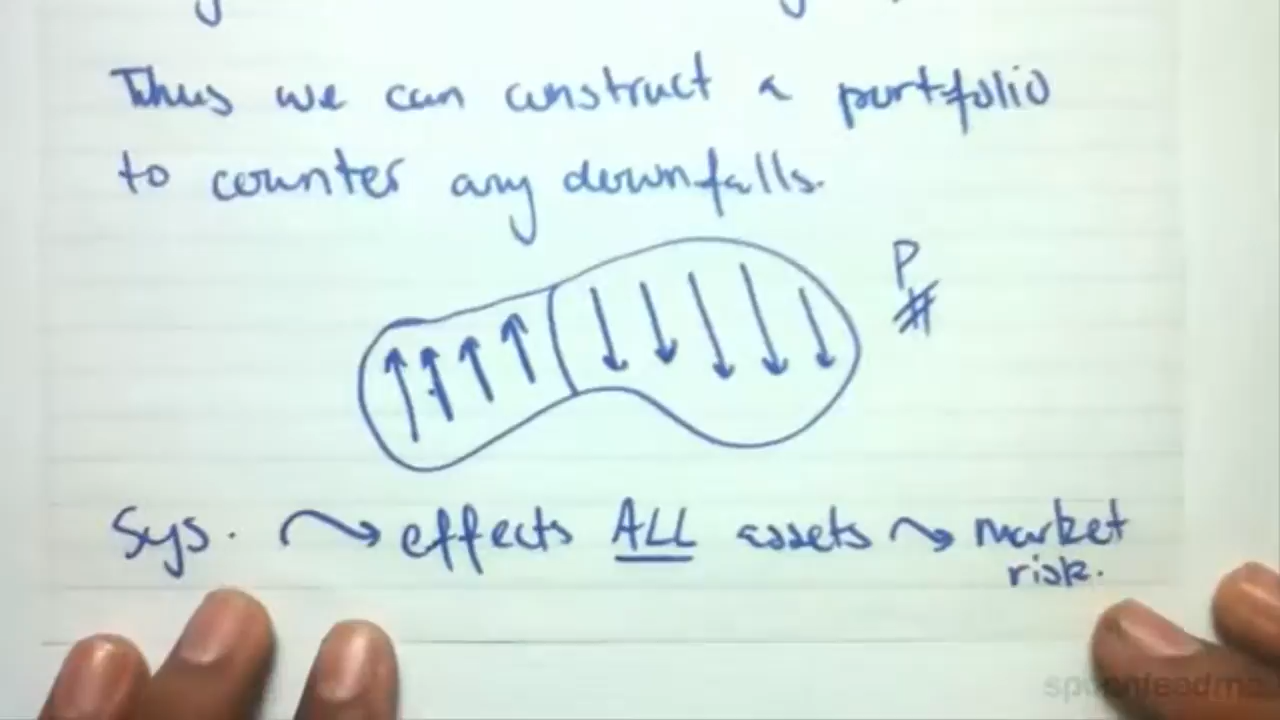 Thus we can construct a portfolio
to counter any downfalls.
P
Sys. effects ALL assets market
risk.